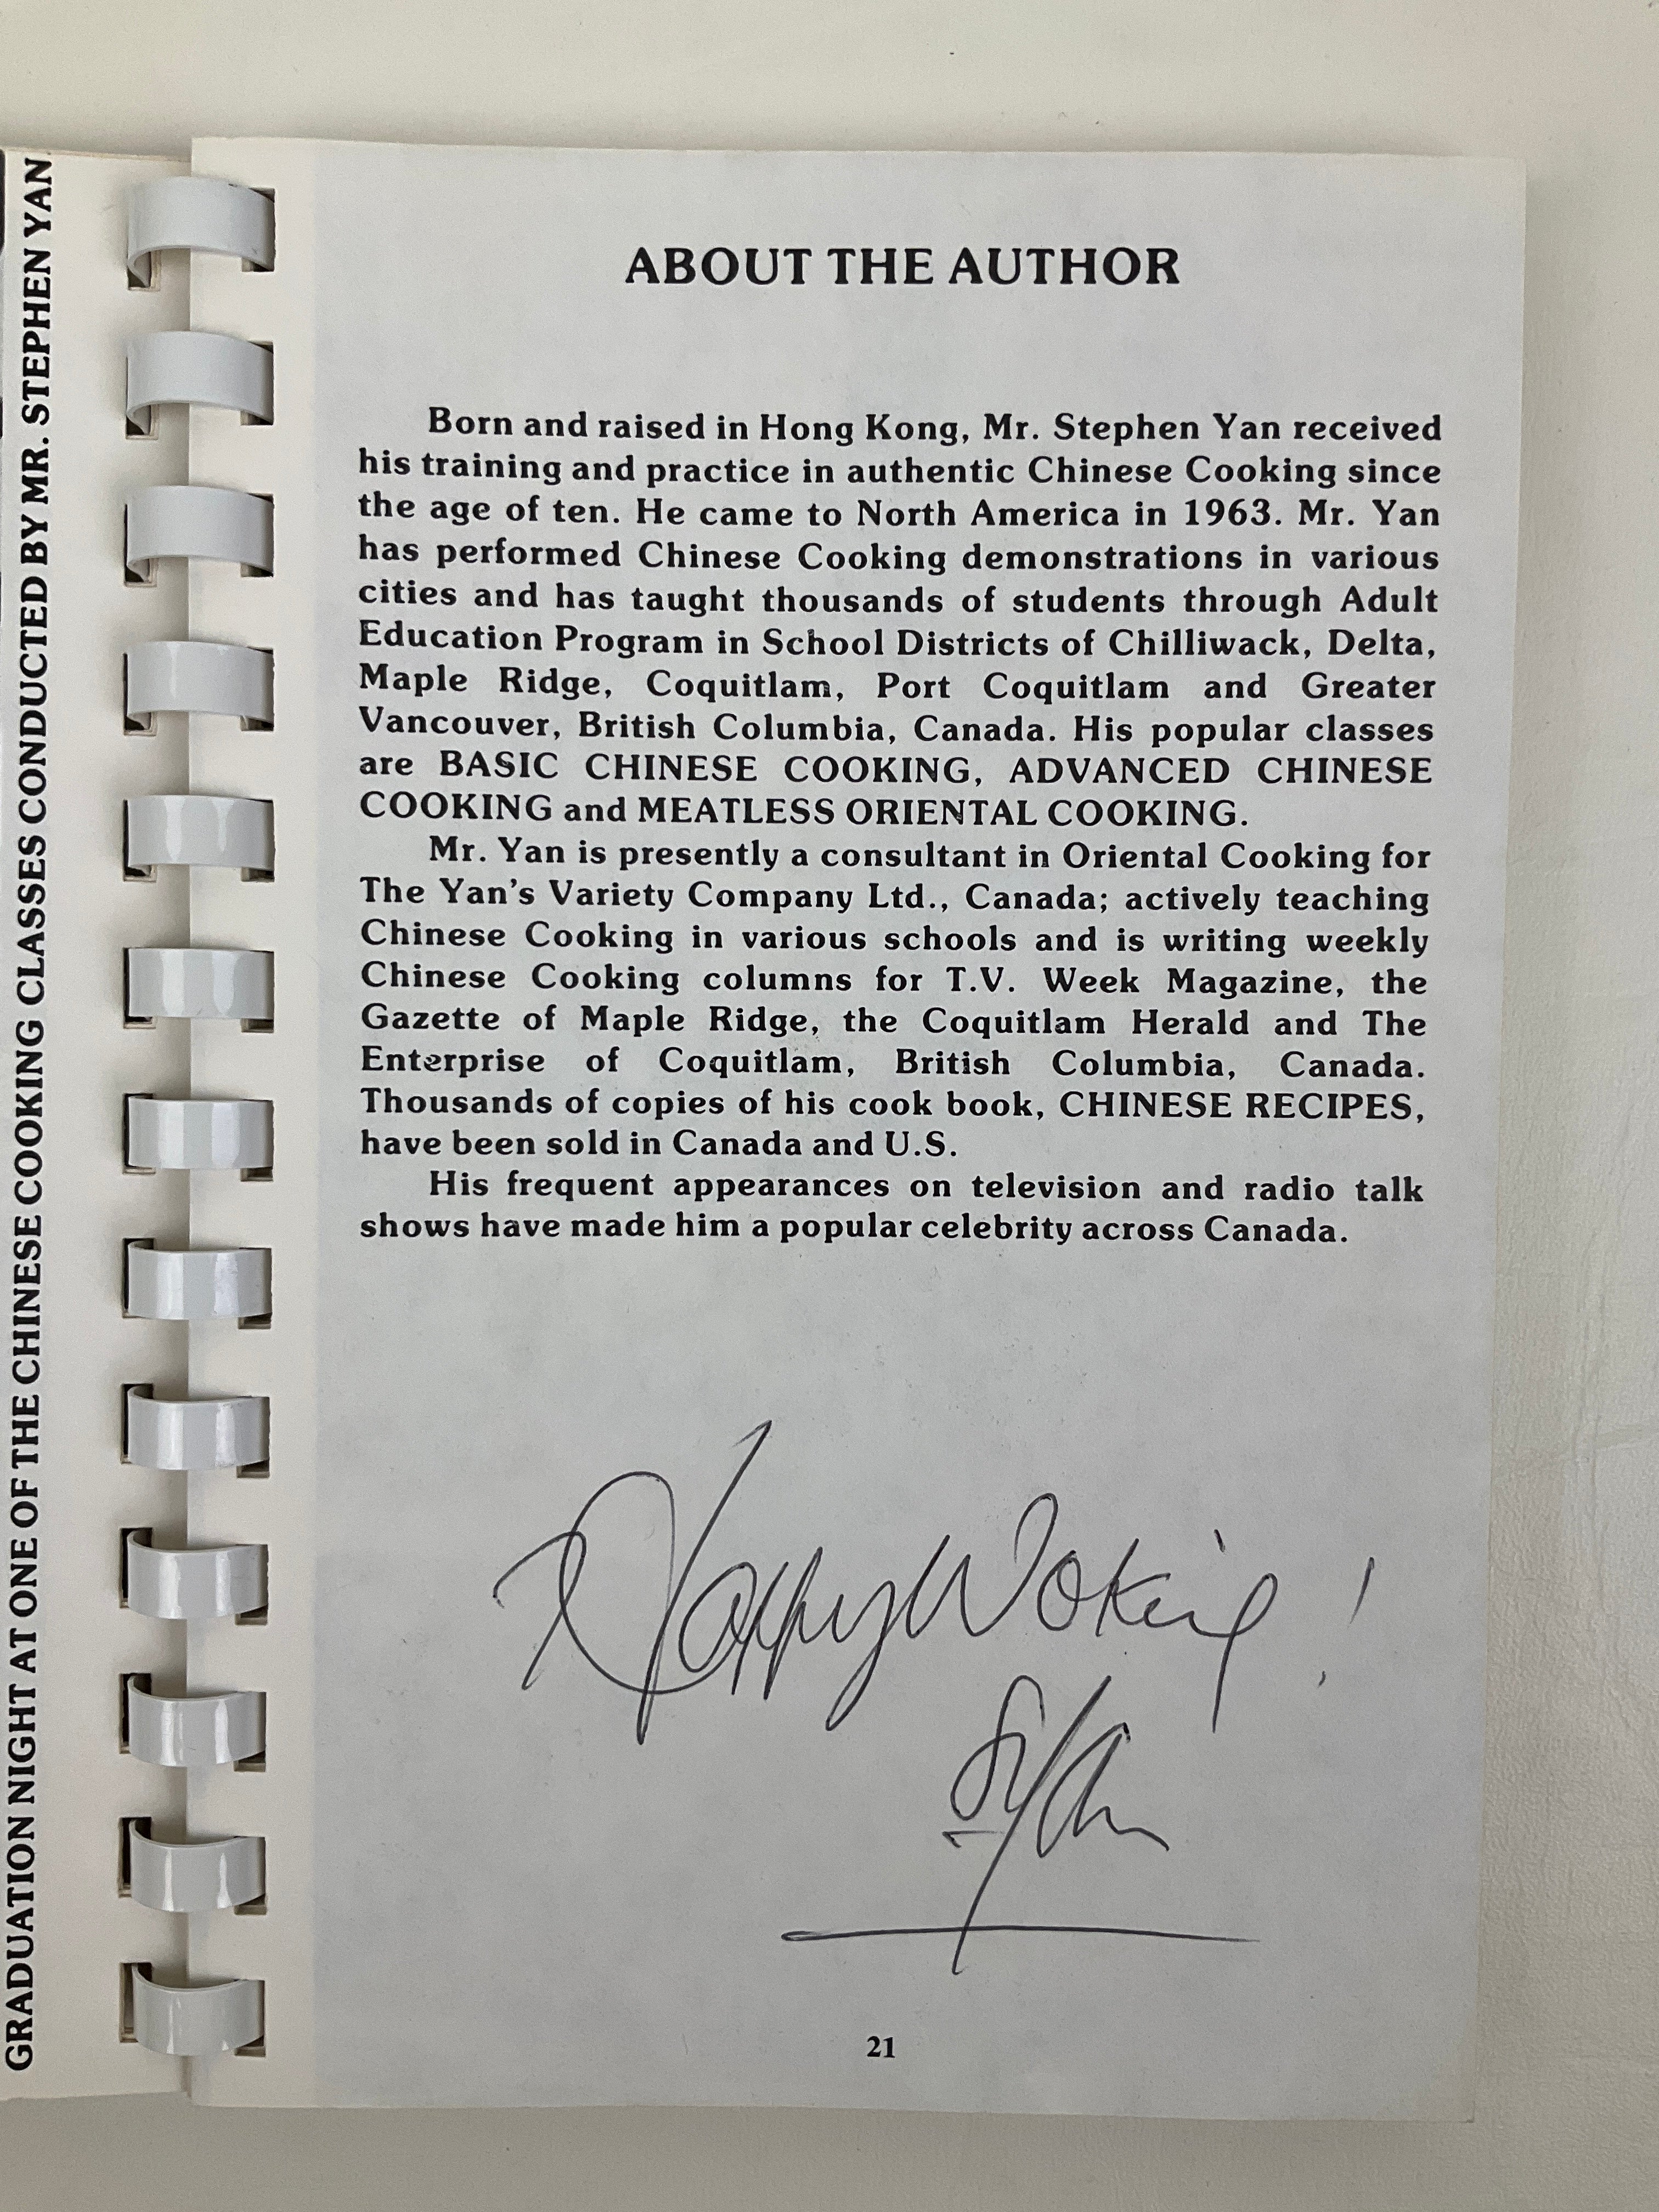 GRADUATION NIGHT AT ONE OF THE CHINESE COOKING CLASSES CONDUCTED BY MR. STEPHEN YAN
ABOUT THE AUTHOR
Born and raised in Hong Kong, Mr. Stephen Yan received
his training and practice in authentic Chinese Cooking since
the age of ten. He came to North America in 1963. Mr. Yan
has performed Chinese Cooking demonstrations in various
cities and has taught thousands of students through Adult
Education Program in School Districts of Chilliwack, Delta,
Maple Ridge, Coquitlam, Port Coquitlam and Greater
Vancouver, British Columbia, Canada. His popular classes
are BASIC CHINESE COOKING, ADVANCED CHINESE
COOKING and MEATLESS ORIENTAL COOKING.
Mr. Yan is presently a consultant in Oriental Cooking for
The Yan's Variety Company Ltd., Canada; actively teaching
Chinese Cooking in various schools and is writing weekly
Chinese Cooking columns for T.V. Week Magazine, the
Gazette of Maple Ridge, the Coquitlam Herald and The
Enterprise of Coquitlam, British Columbia, Canada.
Thousands of copies of his cook book, CHINESE RECIPES,
have been sold in Canada and U.S.
His frequent appearances on television and radio talk
shows have made him a popular celebrity across Canada.
Happy Woking!
21